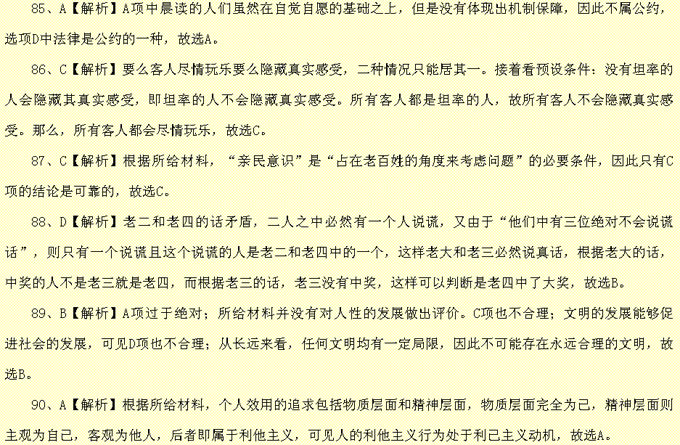 85、A【解析】A项中晨读的人们虽然在自觉自愿的基础之上，但是没有体现出机制保障，因此不属公约，
选项D中法律是公约的一种，故选A。
86、C【解析】要么客人尽情玩乐要么隐藏真实感受，二种情况只能居其一。接着看预设条件：没有坦率的
人会隐藏其真实感受，即坦率的人不会隐藏真实感受。所有客人都是坦率的人，故所有客人不会隐藏真实感
受。那么，所有客人都会尽情玩乐，故选C。
87、C【解析】根据所给材料，“亲民意识”是“占在老百姓的角度来考虑问题”的必要条件，因此只有C
项的结论是可靠的，故选C。
88、D【解析】老二和老四的话矛盾，二人之中必然有一个人说谎，又由于“他们中有三位绝对不会说谎
话”，则只有一个说谎且这个说谎的人是老二和老四中的一个，这样老大和老三必然说真话，根据老大的话，
中奖的人不是老三就是老四，而根据老三的话，老三没有中奖，这样可以判断是老四中了大奖，故选B。
89、B【解析】A项过于绝对；所给材料并没有对人性的发展做出评价。C项也不合理；文明的发展能够促
进社会的发展，可见D项也不合理；从长远来看，任何文明均有一定局限，因此不可能存在永远合理的文明，故
选B。
90、A【解析】根据所给材料，个人效用的追求包括物质层面和精神层面，物质层面完全为己，精神层面则
主观为自己，客观为他人，后者即属于利他主义，可见人的利他主义行为处于利己主义动机，故选A。